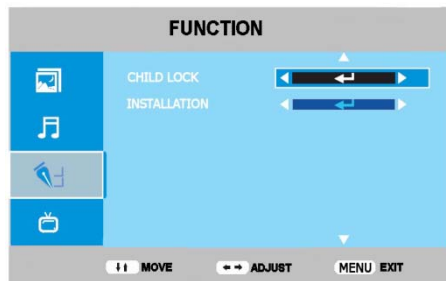 FUNCTION
CHILD LOCK
INSTALLATION
MOVE
ADJUST
MENU EXIT